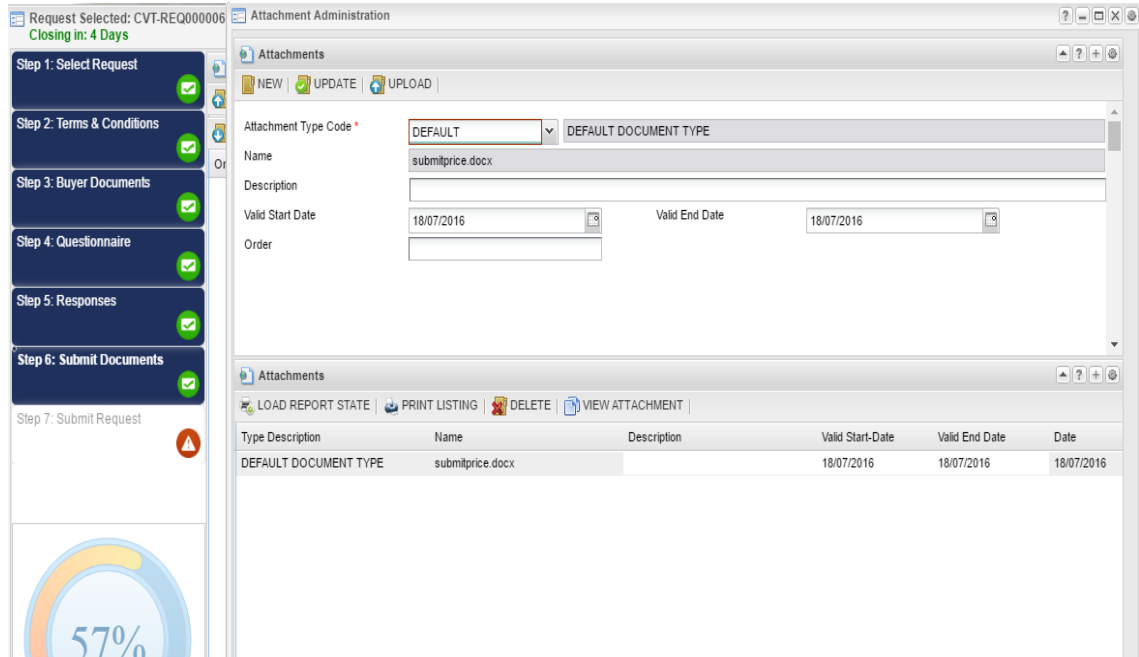 Request Selected: CVT-REQ000006
Closing in: 4 Days
Step 1: Select Request
Step 2: Terms & Conditions
Step 3: Buyer Documents
Step 4: Questionnaire
Step 5: Responses
Step 6: Submit Documents
Step 7: Submit Request
57%
Or
Attachment Administration
Attachments
NEW | UPDATE | UPLOAD |
Attachment Type Code * DEFAULT DEFAULT DOCUMENT TYPE
Name submitprice.docx
Description
Valid Start Date 18/07/2016 Valid End Date 18/07/2016
Order
Attachments
LOAD REPORT STATE | PRINT LISTING | DELETE | VIEW ATTACHMENT |
Type Description Name Description Valid Start-Date Valid End Date Date
DEFAULT DOCUMENT TYPE submitprice.docx 18/07/2016 18/07/2016 18/07/2016